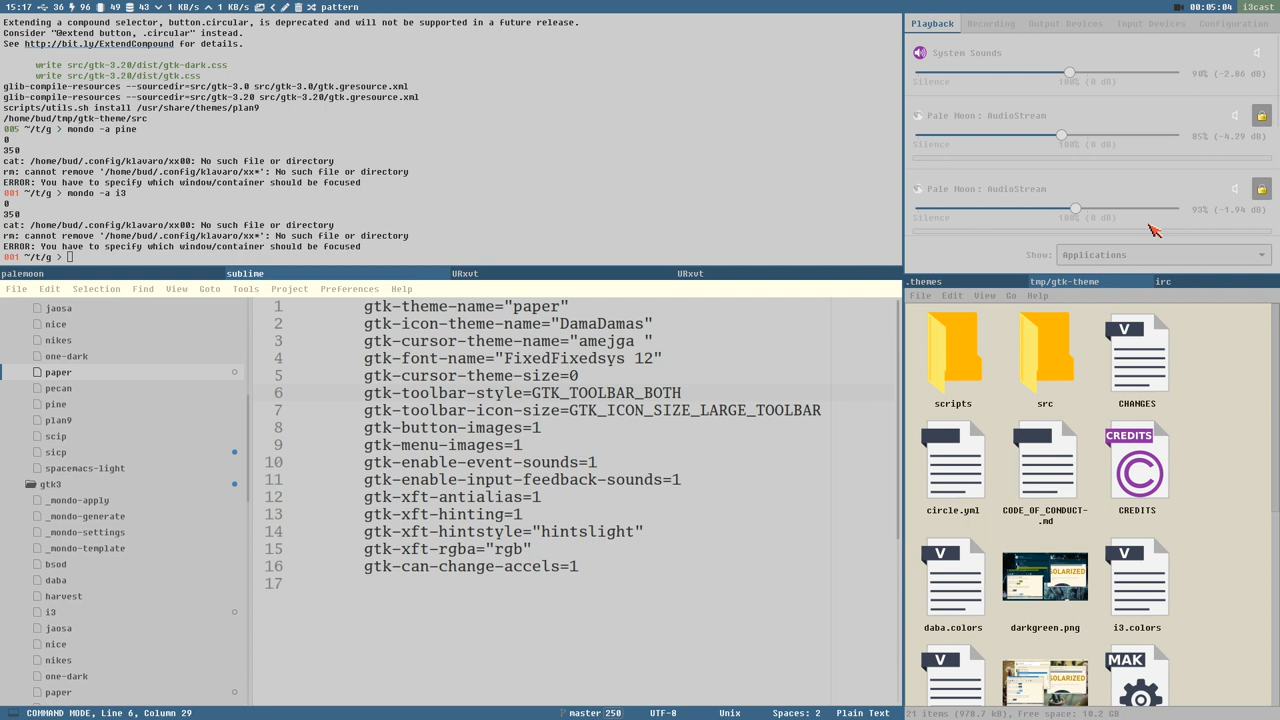 15:17 36 96 49 43 1 KB/s 1 KB/s pattern
00:05:04 i3cast
Extending a compound selector, button.circular, is deprecated and will not be supported in a future release.
Consider "@extend button, .circular" instead.
See http://bit.ly/ExtendCompound for details.
write src/gtk-3.20/dist/gtk-dark.css
write src/gtk-3.20/dist/gtk.css
glib-compile-resources --sourcedir=src/gtk-3.0 src/gtk-3.0/gtk.gresource.xml
glib-compile-resources --sourcedir=src/gtk-3.20 src/gtk-3.20/gtk.gresource.xml
scripts/utils.sh install /usr/share/themes/plan9
/home/bud/tmp/gtk-theme/src
005 ~/t/g > mondo -a pine
0
350
cat: /home/bud/.config/klavaro/xx00: No such file or directory
rm: cannot remove '/home/bud/.config/klavaro/xx*': No such file or directory
ERROR: You have to specify which window/container should be focused
001 ~/t/g > mondo -a i3
0
350
cat: /home/bud/.config/klavaro/xx00: No such file or directory
rm: cannot remove '/home/bud/.config/klavaro/xx*': No such file or directory
ERROR: You have to specify which window/container should be focused
001 ~/t/g >
Playback Recording Output Devices Input Devices Configuration
System Sounds
90% (-2.86 dB)
Silence 100% (0 dB)
Pale Moon: AudioStream
85% (-4.29 dB)
Silence 100% (0 dB)
Pale Moon: AudioStream
93% (-1.94 dB)
Silence 100% (0 dB)
Show: Applications
palemoon sublime URxvt URxvt
File Edit Selection Find View Goto Tools Project Preferences Help
jaosa
nice
nikes
one-dark
paper
pecan
pine
plan9
scip
sicp
spacemacs-light
gtk3
_mondo-apply
_mondo-generate
_mondo-settings
_mondo-template
bsod
daba
harvest
i3
jaosa
nice
nikes
one-dark
paper
1 gtk-theme-name="paper"
2 gtk-icon-theme-name="DamaDamas"
3 gtk-cursor-theme-name="amejga "
4 gtk-font-name="FixedFixedsys 12"
5 gtk-cursor-theme-size=0
6 gtk-toolbar-style=GTK_TOOLBAR_BOTH
7 gtk-toolbar-icon-size=GTK_ICON_SIZE_LARGE_TOOLBAR
8 gtk-button-images=1
9 gtk-menu-images=1
10 gtk-enable-event-sounds=1
11 gtk-enable-input-feedback-sounds=1
12 gtk-xft-antialias=1
13 gtk-xft-hinting=1
14 gtk-xft-hintstyle="hintslight"
15 gtk-xft-rgba="rgb"
16 gtk-can-change-accels=1
17
COMMAND MODE, Line 6, Column 29 master 250 UTF-8 Unix Spaces: 2 Plain Text
.themes tmp/gtk-theme irc
File Edit View Go Help
V
scripts src CHANGES
CREDITS
circle.yml CODE_OF_CONDUCT-.md CREDITS
SOLARIZED
V
daba.colors darkgreen.png i3.colors
V
SOLARIZED
MAK
21 items (978.7 kB), Free space: 10.2 GB